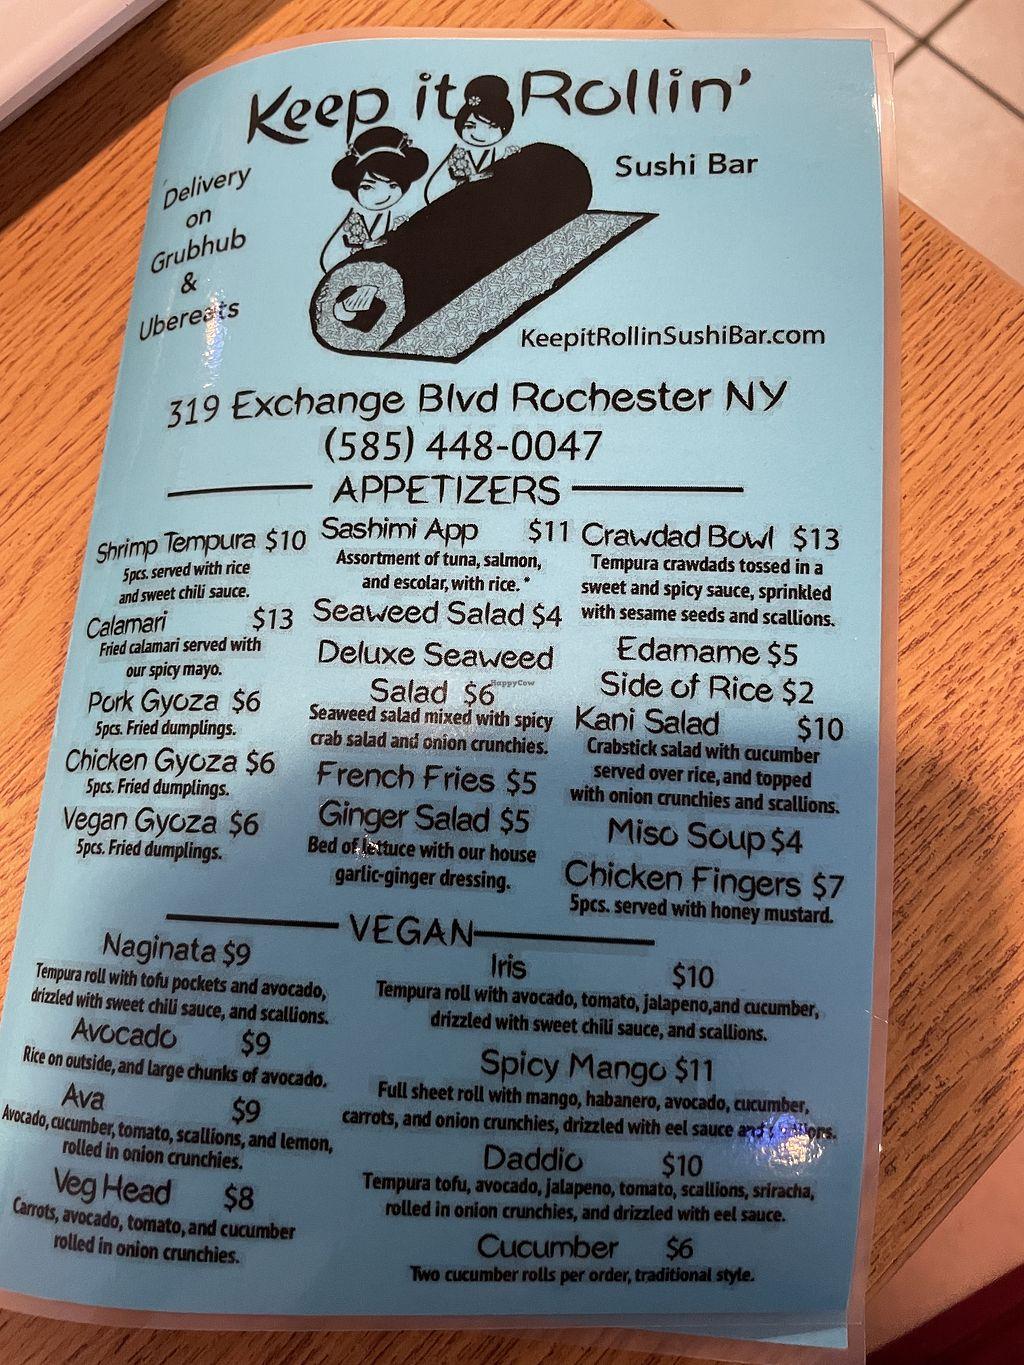 Keep it Rollin'
Sushi Bar
Delivery
on
Grubhub
&
Ubereats
KeepitRollinSushiBar.com
319 Exchange Blvd Rochester NY
(585) 448-0047
APPETIZERS
Shrimp Tempura $10
5pcs. served with rice
and sweet chili sauce.
Calamari $13
Fried calamari served with
our spicy mayo.
Pork Gyoza $6
5pcs. Fried dumplings.
Chicken Gyoza $6
5pcs. Fried dumplings.
Vegan Gyoza $6
5pcs. Fried dumplings.
Sashimi App $11
Assortment of tuna, salmon,
and escolar, with rice.*
Seaweed Salad $4
Deluxe Seaweed
Salad $6
HappyCow
Seaweed salad mixed with spicy
crab salad and onion crunchies.
French Fries $5
Ginger Salad $5
Bed of lettuce with our house
garlic-ginger dressing.
Crawdad Bowl $13
Tempura crawdads tossed in a
sweet and spicy sauce, sprinkled
with sesame seeds and scallions.
Edamame $5
Side of Rice $2
Kani Salad $10
Crabstick salad with cucumber
served over rice, and topped
with onion crunchies and scallions.
Miso Soup $4
Chicken Fingers $7
5pcs. served with honey mustard.
VEGAN
Naginata $9
Tempura roll with tofu pockets and avocado,
drizzled with sweet chili sauce, and scallions.
Avocado $9
Rice on outside, and large chunks of avocado.
Ava $9
Avocado, cucumber, tomato, scallions, and lemon,
rolled in onion crunchies.
Veg Head $8
Carrots, avocado, tomato, and cucumber
rolled in onion crunchies.
Iris $10
Tempura roll with avocado, tomato, jalapeno,and cucumber,
drizzled with sweet chili sauce, and scallions.
Spicy Mango $11
Full sheet roll with mango, habanero, avocado, cucumber,
carrots, and onion crunchies, drizzled with eel sauce and
Daddio $10
Tempura tofu, avocado, jalapeno, tomato, scallions, sriracha,
rolled in onion crunchies, and drizzled with eel sauce.
Cucumber $6
Two cucumber rolls per order, traditional style.